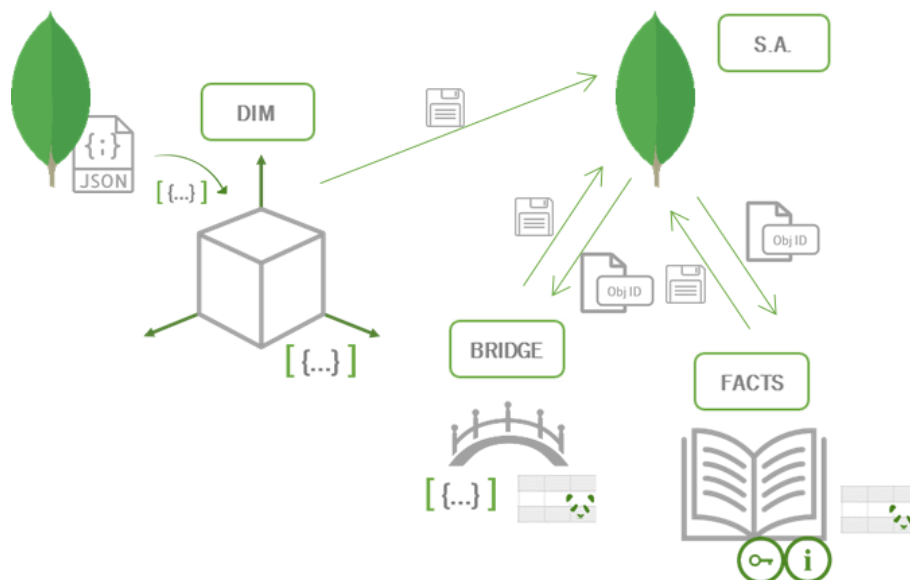 S.A.
DIM
{;}
JSON
[{...}]
Obj ID
Obj ID
BRIDGE
[{...}]
FACTS
[{...}]
i